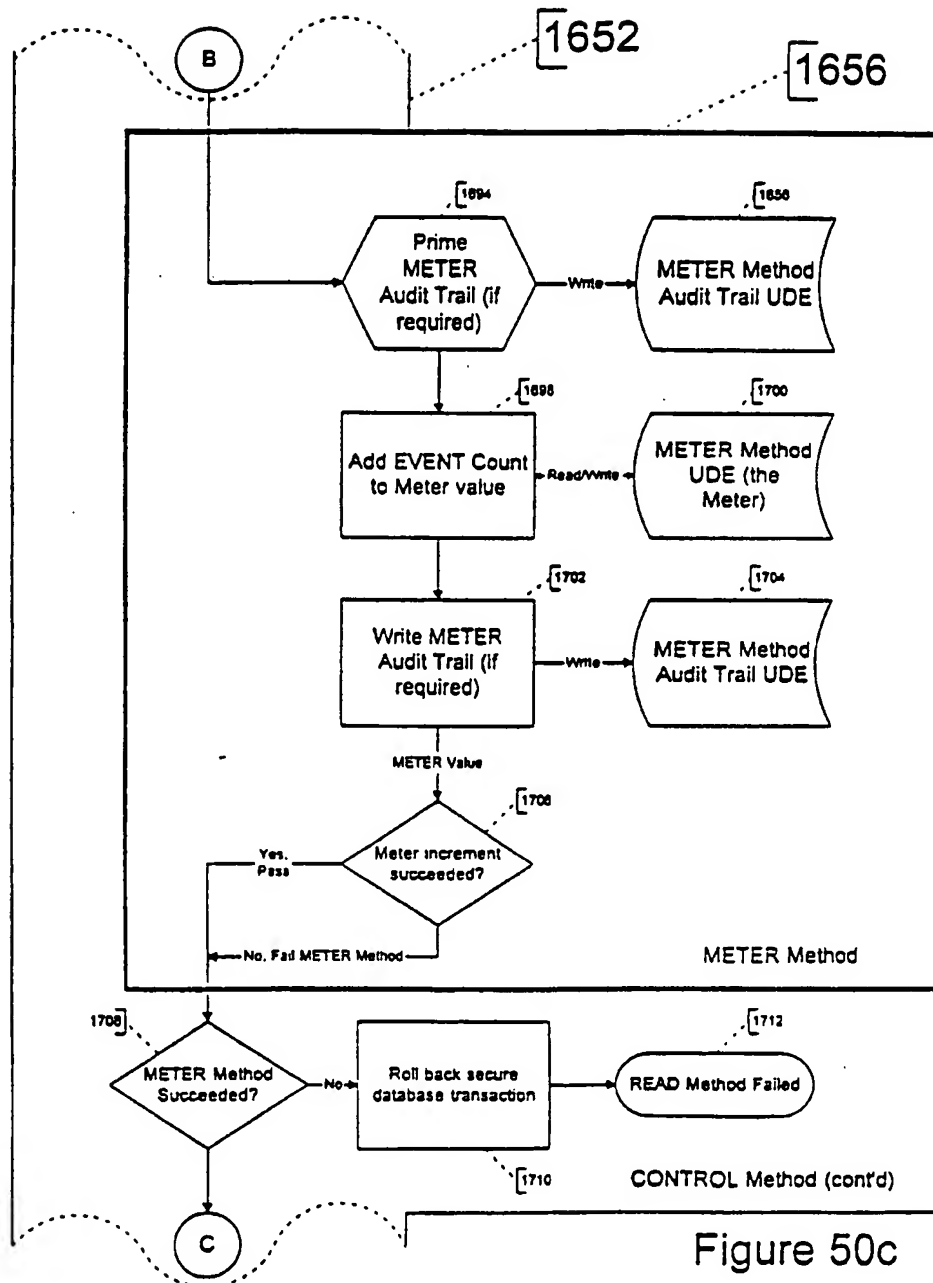 B
1652
1656
1694
Prime
METER
Audit Trail (if
required)
Write
1656
METER Method
Audit Trail UDE
1698
Add EVENT Count
to Meter value
Read/Write
1700
METER Method
UDE (the
Meter)
1702
Write METER
Audit Trail (if
required)
Write
1704
METER Method
Audit Trail UDE
METER Value
1706
Meter increment
succeeded?
Yes,
Pass
No, Fail METER Method
METER Method
1708
METER Method
Succeeded?
No
Roll back secure
database transaction
1710
1712
READ Method Failed
CONTROL Method (cont'd)
C
Figure 50c